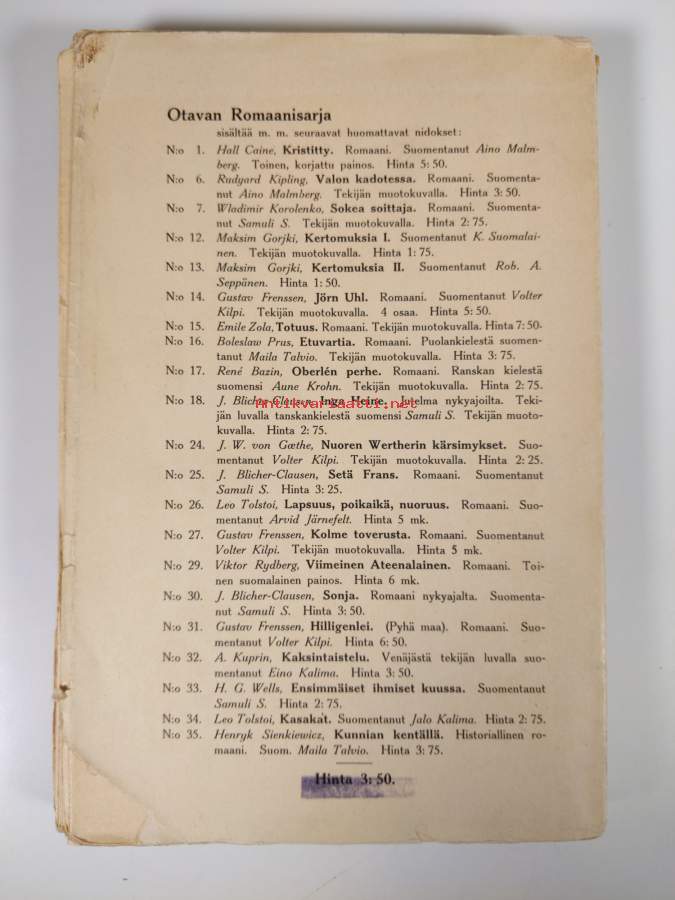 Otavan Romaanisarja
sisältää m. m. seuraavat huomattavat nidokset:
N:o 1. Hall Caine, Kristitty. Romaani. Suomentanut Aino Malm-
berg. Toinen, korjattu painos. Hinta 5: 50.
N:o 6. Rudyard Kipling, Valon kadotessa. Romaani. Suomenta-
nut Aino Malmberg. Tekijän muotokuvalla. Hinta 3: 50.
N:o 7. Wladimir Korolenko, Sokea soittaja. Romaani. Suomenta-
nut Samuli S. Tekijän muotokuvalla. Hinta 2: 75.
N:o 12. Maksim Gorjki, Kertomuksia I. Suomentanut K. Suomalai-
nen. Tekijän muotokuvalla. Hinta 1: 75.
N:o 13. Maksim Gorjki, Kertomuksia II. Suomentanut Rob. A.
Seppänen. Hinta 1: 50.
N:o 14. Gustav Frenssen, Jörn Uhl. Romaani. Suomentanut Volter
Kilpi. Tekijän muotokuvalla. 4 osaa. Hinta 5: 50.
N:o 15. Emile Zola, Totuus. Romaani. Tekijän muotokuvalla. Hinta 7: 50.
N:o 16. Boleslaw Prus, Etuvartia. Romaani. Puolankielestä suomen-
tanut Maila Talvio. Tekijän muotokuvalla. Hinta 3: 75.
N:o 17. René Bazin, Oberlén perhe. Romaani. Ranskan kielestä
suomensi Aune Krohn. Tekijän muotokuvalla. Hinta 2: 75.
N:o 18. J. Blicher-Clausen, Inga Heine. Jutelma nykyajoilta. Teki-
Antikvariaatti.net
jän luvalla tanskankielestä suomensi Samuli S. Tekijän muoto-
kuvalla. Hinta 2: 75.
N:o 24. J. W. von Gœthe, Nuoren Wertherin kärsimykset. Suo-
mentanut Volter Kilpi. Tekijän muotokuvalla. Hinta 2: 25.
N:o 25. J. Blicher-Clausen, Setä Frans. Romaani. Suomentanut
Samuli S. Hinta 3: 25.
N:o 26. Leo Tolstoi, Lapsuus, poikaikä, nuoruus. Romaani. Suo-
mentanut Arvid Järnefelt. Hinta 5 mk.
N:o 27. Gustav Frenssen, Kolme toverusta. Romaani. Suomentanut
Volter Kilpi. Tekijän muotokuvalla. Hinta 5 mk.
N:o 29. Viktor Rydberg, Viimeinen Ateenalainen. Romaani. Toi-
nen suomalainen painos. Hinta 6 mk.
N:o 30. J. Blicher-Clausen, Sonja. Romaani nykyajalta. Suomenta-
nut Samuli S. Hinta 3: 50.
N:o 31. Gustav Frenssen, Hilligenlei. (Pyhä maa). Romaani. Suo-
mentanut Volter Kilpi. Hinta 6: 50.
N:o 32. A. Kuprin, Kaksintaistelu. Venäjästä tekijän luvalla suo-
mentanut Eino Kalima. Hinta 3: 50.
N:o 33. H. G. Wells, Ensimmäiset ihmiset kuussa. Suomentanut
Samuli S. Hinta 2: 75.
N:o 34. Leo Tolstoi, Kasakat. Suomentanut Jalo Kalima. Hinta 2: 75.
N:o 35. Henryk Sienkiewicz, Kunnian kentällä. Historiallinen ro-
maani. Suom. Maila Talvio. Hinta 3: 75.
Hinta 3: 50.